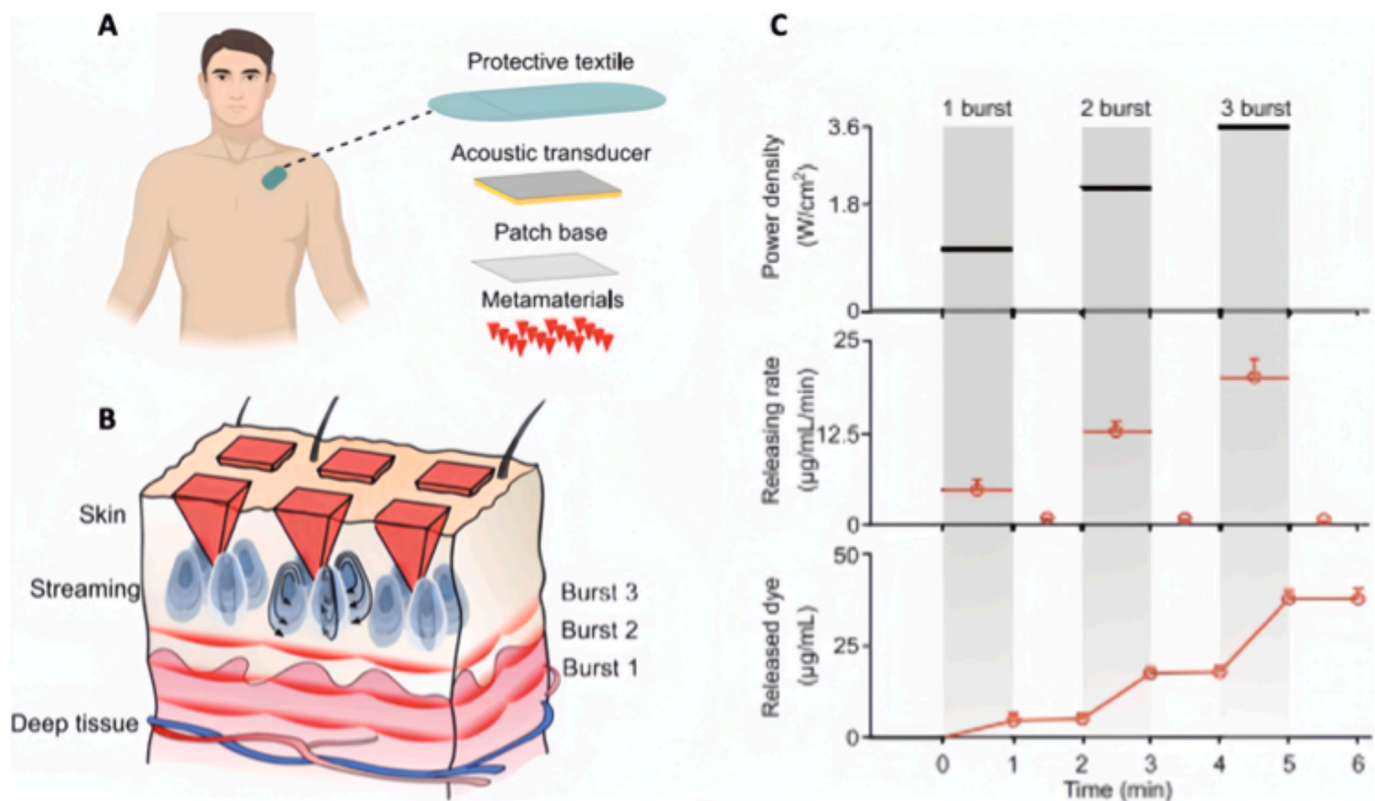 A
Protective textile
Acoustic transducer
Patch base
Metamaterials
B
Skin
Streaming
Deep tissue
Burst 3
Burst 2
Burst 1
C
1 burst
2 burst
3 burst
Power density
(W/cm²)
3.6
1.8
0
Releasing rate
(µg/mL/min)
25
12.5
0
Released dye
(µg/mL)
50
25
0
0 1 2 3 4 5 6
Time (min)